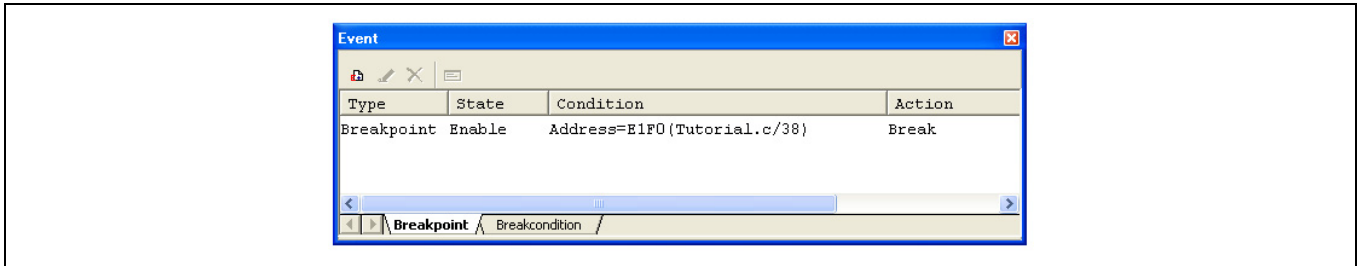 Event
Type State Condition Action
Breakpoint Enable Address=E1F0(Tutorial.c/38) Break
Breakpoint Breakcondition